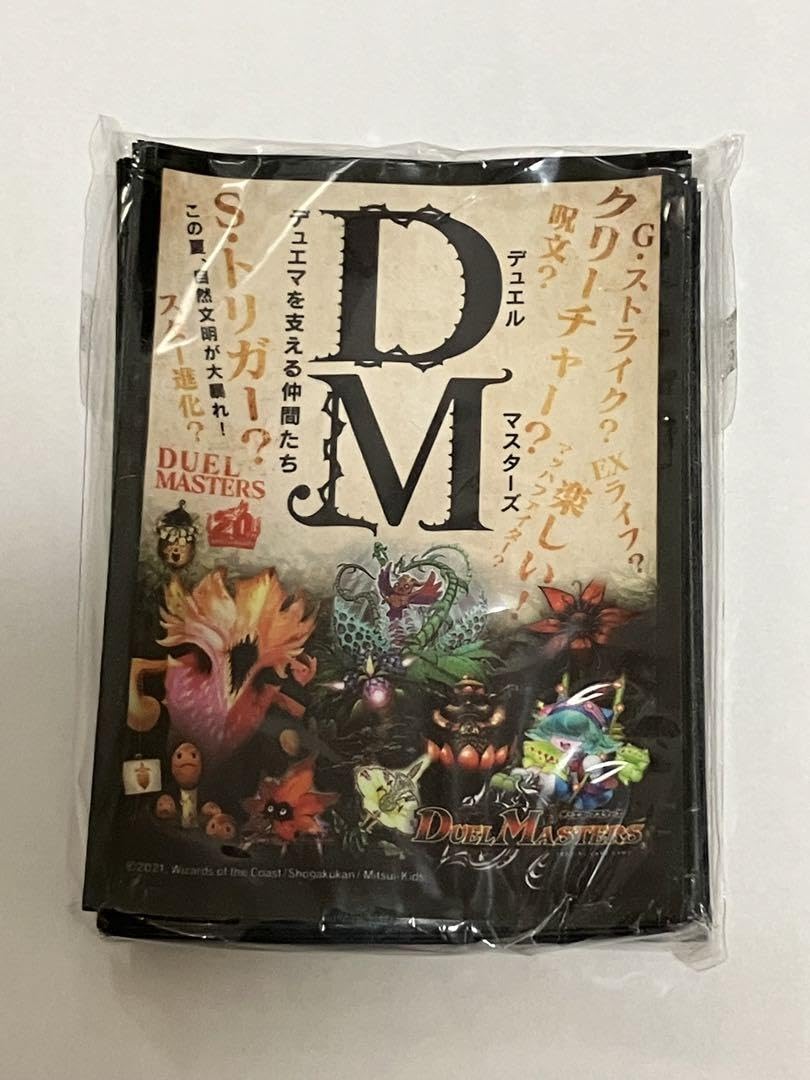 G・ストライク?
クリーチャー?
呪文?
EXライフ?
楽しい!
マッハファイター?
デュエル
マスターズ
DM
デュエマを支える仲間たち
S・トリガー?
この夏、自然文明が大暴れ!
スター進化?
DUEL
MASTERS
20
DUEL MASTERS
©2021 Wizards of the Coast/Shogakukan/Mitsui-Kids